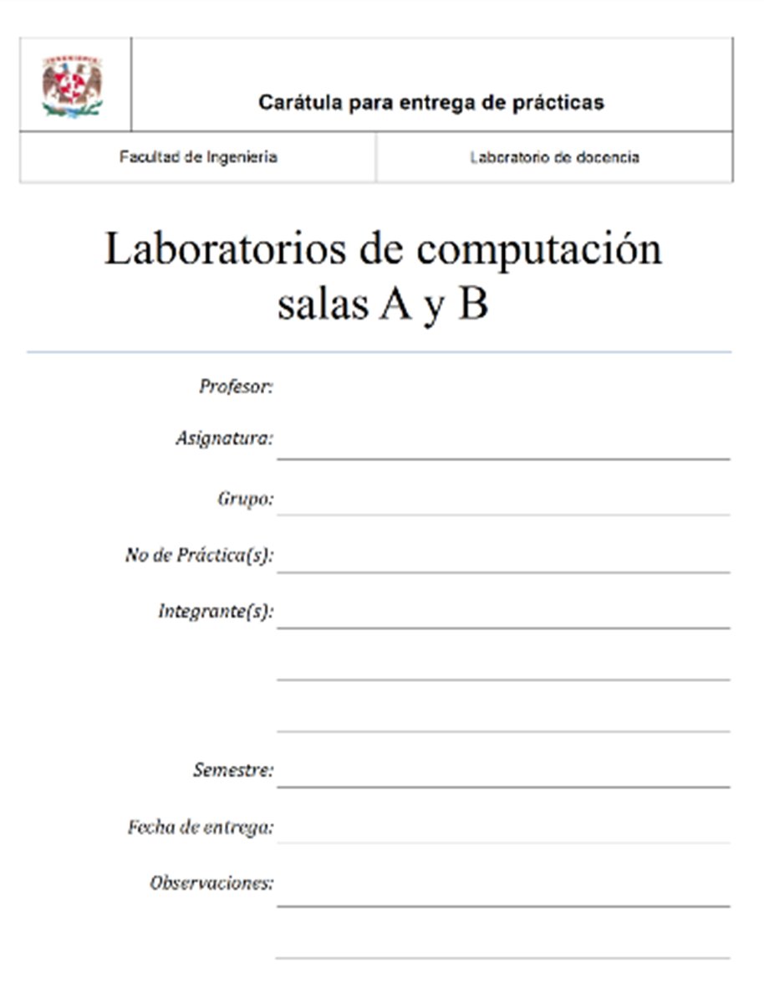 INGENIERIA
Carátula para entrega de prácticas
Facultad de Ingeniería
Laboratorio de docencia
Laboratorios de computación
salas A y B
Profesor:
Asignatura:
Grupo:
No de Práctica(s):
Integrante(s):
Semestre:
Fecha de entrega:
Observaciones: